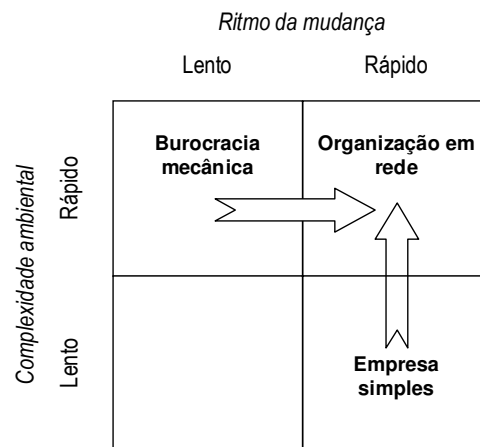 Ritmo da mudança
Lento
Rápido
Burocracia
mecânica
Organização em
rede
Complexidade ambiental
Rápido
Lento
Empresa
simples